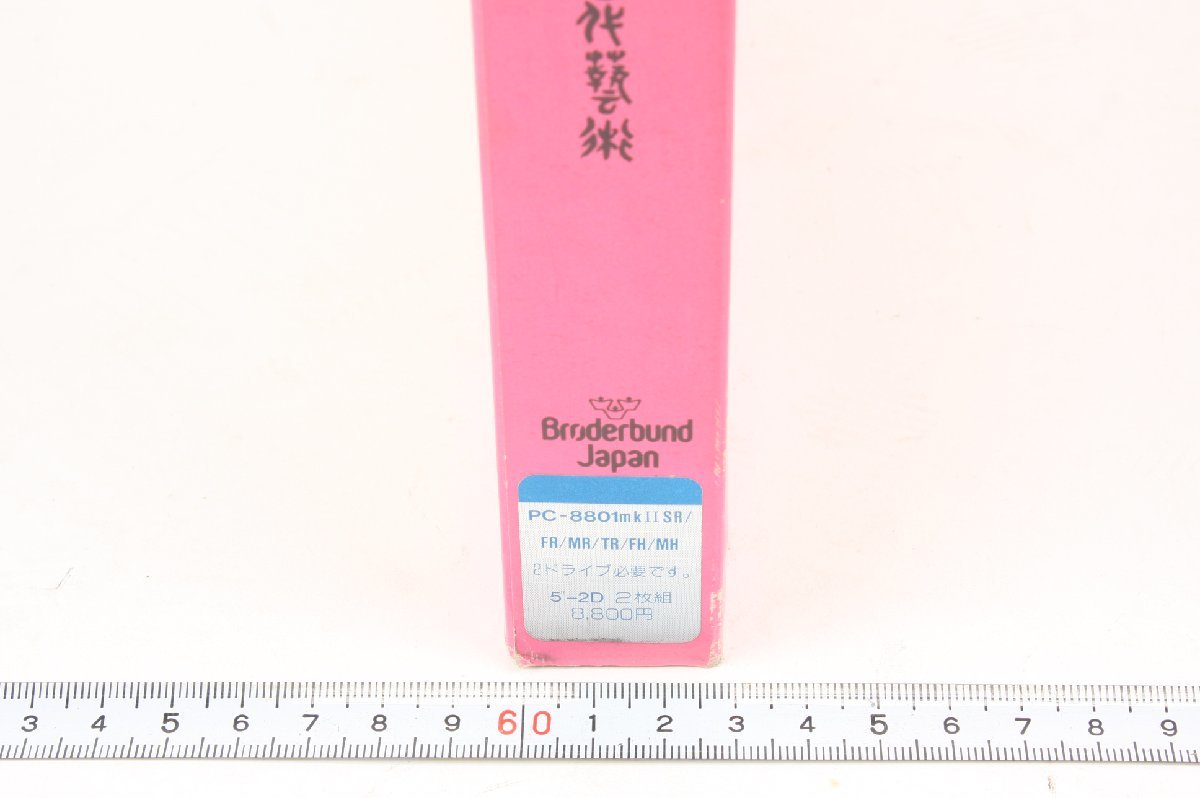 代藝術
Brøderbund
Japan
PC-8801mkIISR/
FR/MR/TR/FH/MH
2ドライブ必要です。
5"-2D 2枚組
8,800円
3 4 5 6 7 8 9 60 1 2 3 4 5 6 7 8 9